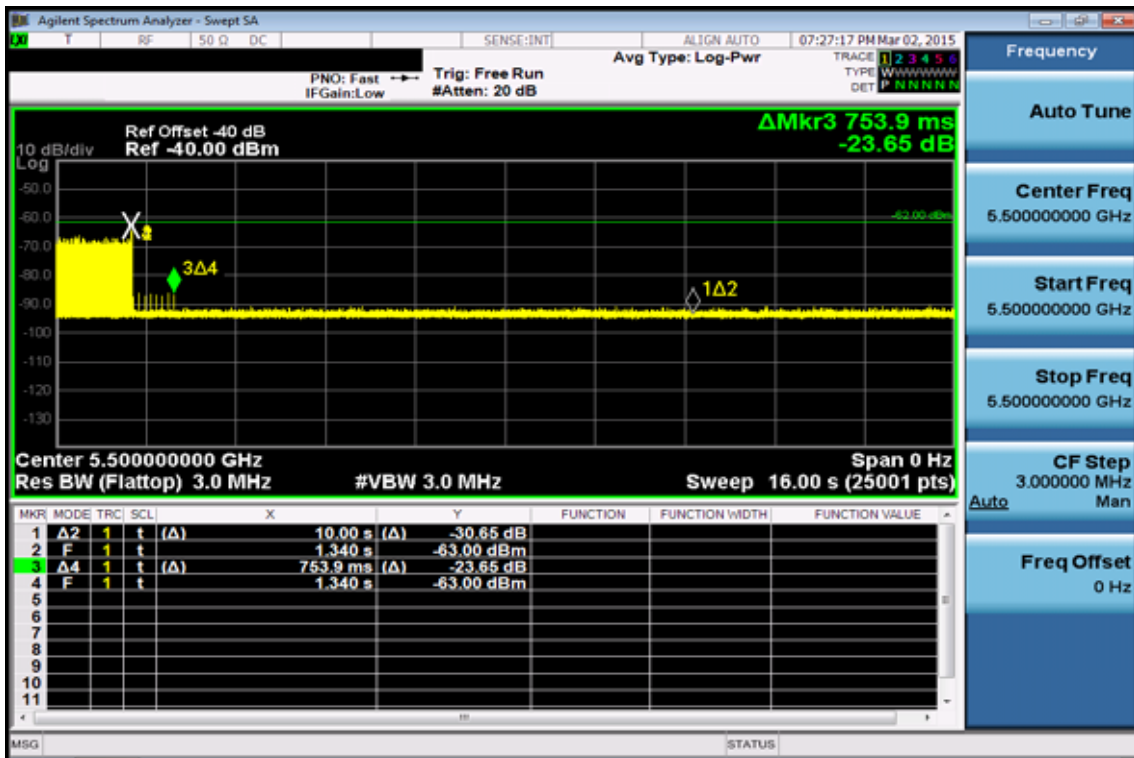 Agilent Spectrum Analyzer - Swept SA
LXI T RF 50 Ω DC SENSE:INT ALIGN AUTO 07:27:17 PM Mar 02, 2015
Frequency
Avg Type: Log-Pwr TRACE 1 2 3 4 5 6
PNO: Fast Trig: Free Run TYPE WWWWWWW
IFGain:Low #Atten: 20 dB DET P N N N N N
Auto Tune
ΔMkr3 753.9 ms
Ref Offset -40 dB
10 dB/div Ref -40.00 dBm -23.65 dB
Log
-50.0
-60.0
-62.00 dBm
-70.0
3Δ4
-80.0
1Δ2
-90.0
-100
-110
-120
-130
Center 5.500000000 GHz Span 0 Hz
Res BW (Flattop) 3.0 MHz #VBW 3.0 MHz Sweep 16.00 s (25001 pts)
Center Freq
5.500000000 GHz
Start Freq
5.500000000 GHz
Stop Freq
5.500000000 GHz
CF Step
3.000000 MHz
Auto Man
Freq Offset
0 Hz
MKR MODE TRC SCL X Y FUNCTION FUNCTION WIDTH FUNCTION VALUE
1 Δ2 1 t (Δ) 10.00 s (Δ) -30.65 dB
2 F 1 t 1.340 s -63.00 dBm
3 Δ4 1 t (Δ) 753.9 ms (Δ) -23.65 dB
4 F 1 t 1.340 s -63.00 dBm
5
6
7
8
9
10
11
MSG STATUS